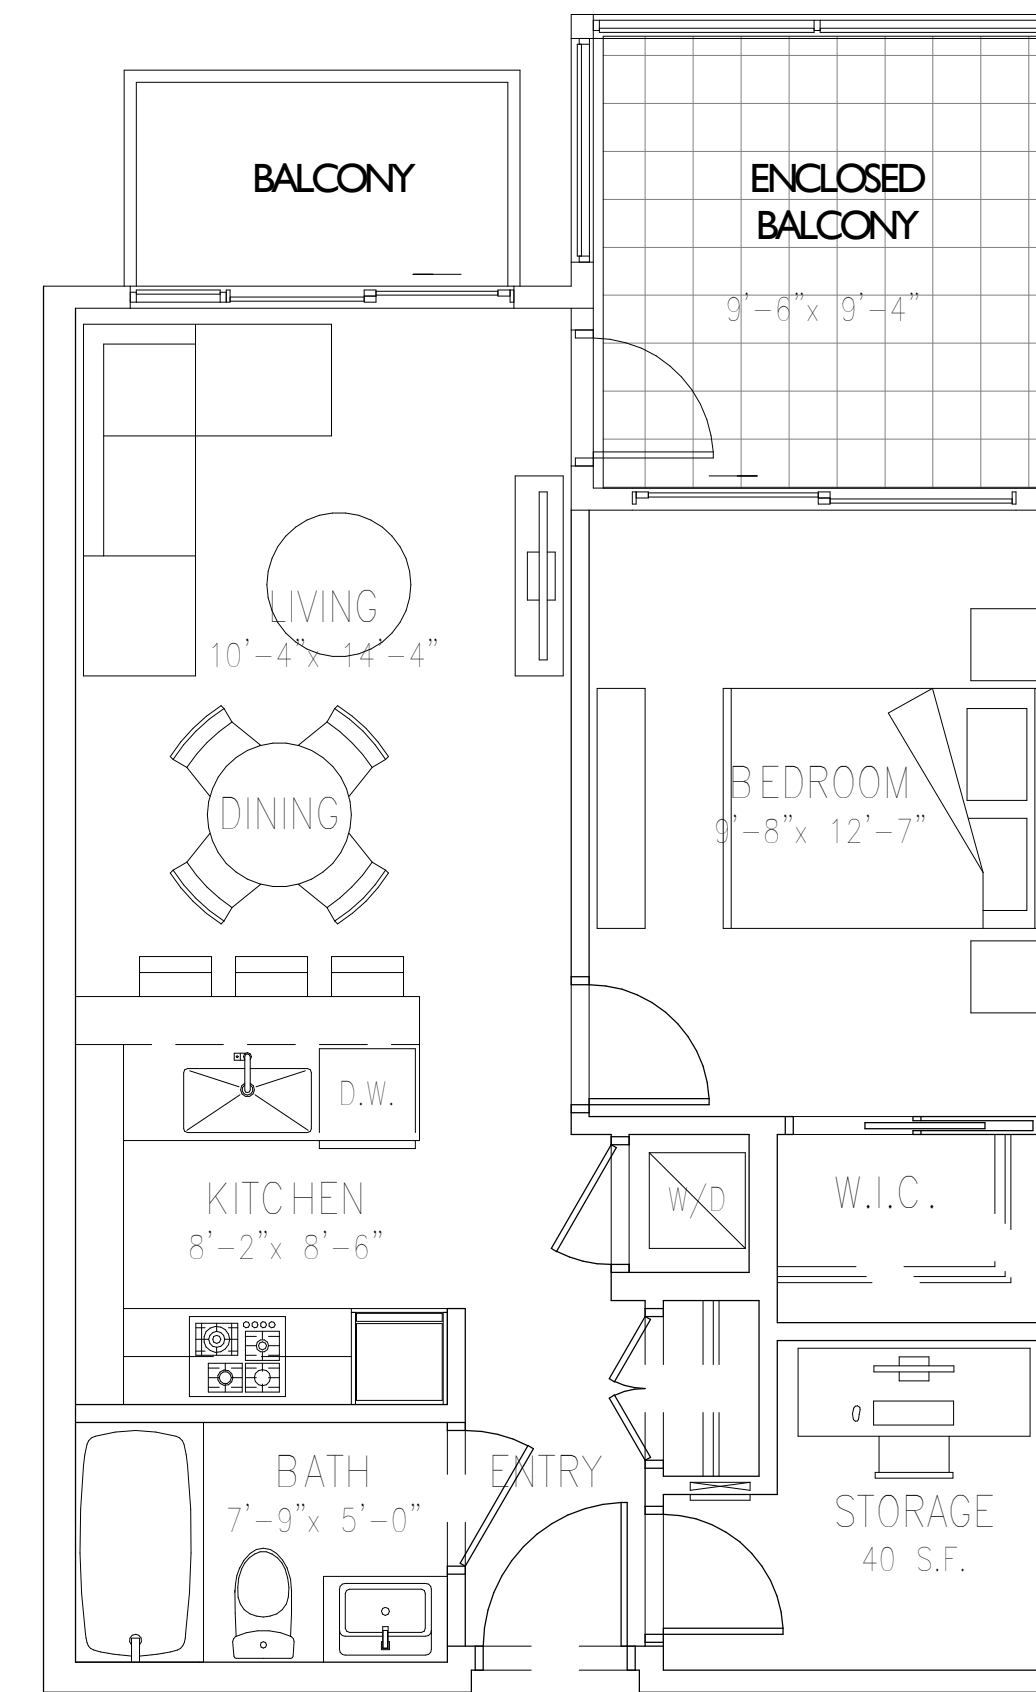 BALCONY
ENCLOSED
BALCONY
9'-6"x 9'-4"
LIVING
10'-4"x 14'-4"
DINING
BEDROOM
9'-8"x 12'-7"
D.W.
KITCHEN
8'-2"x 8'-6"
W/D
W.I.C.
BATH
7'-9"x 5'-0"
ENTRY
STORAGE
40 S.F.